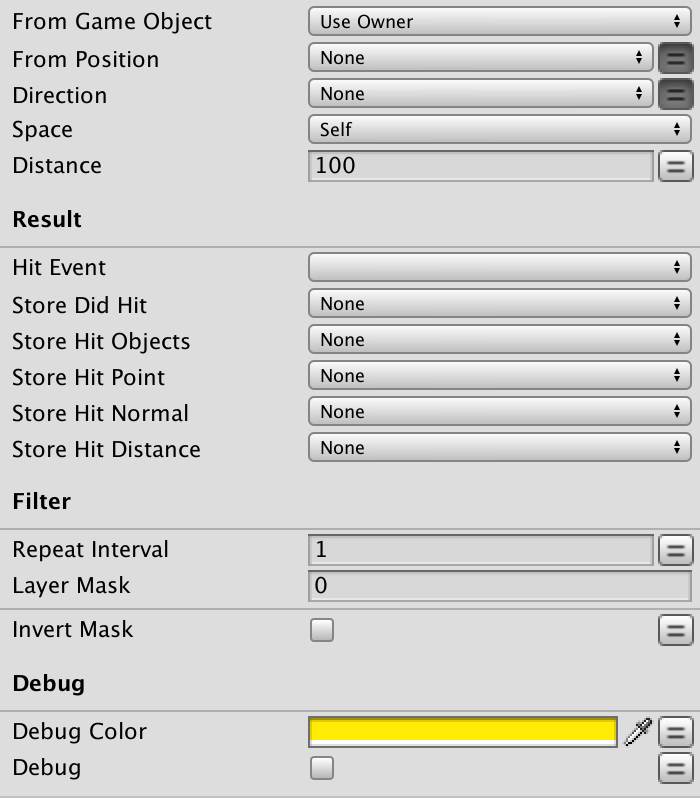 From Game Object Use Owner
From Position None
Direction None
Space Self
Distance 100
Result
Hit Event
Store Did Hit None
Store Hit Objects None
Store Hit Point None
Store Hit Normal None
Store Hit Distance None
Filter
Repeat Interval 1
Layer Mask 0
Invert Mask
Debug
Debug Color
Debug